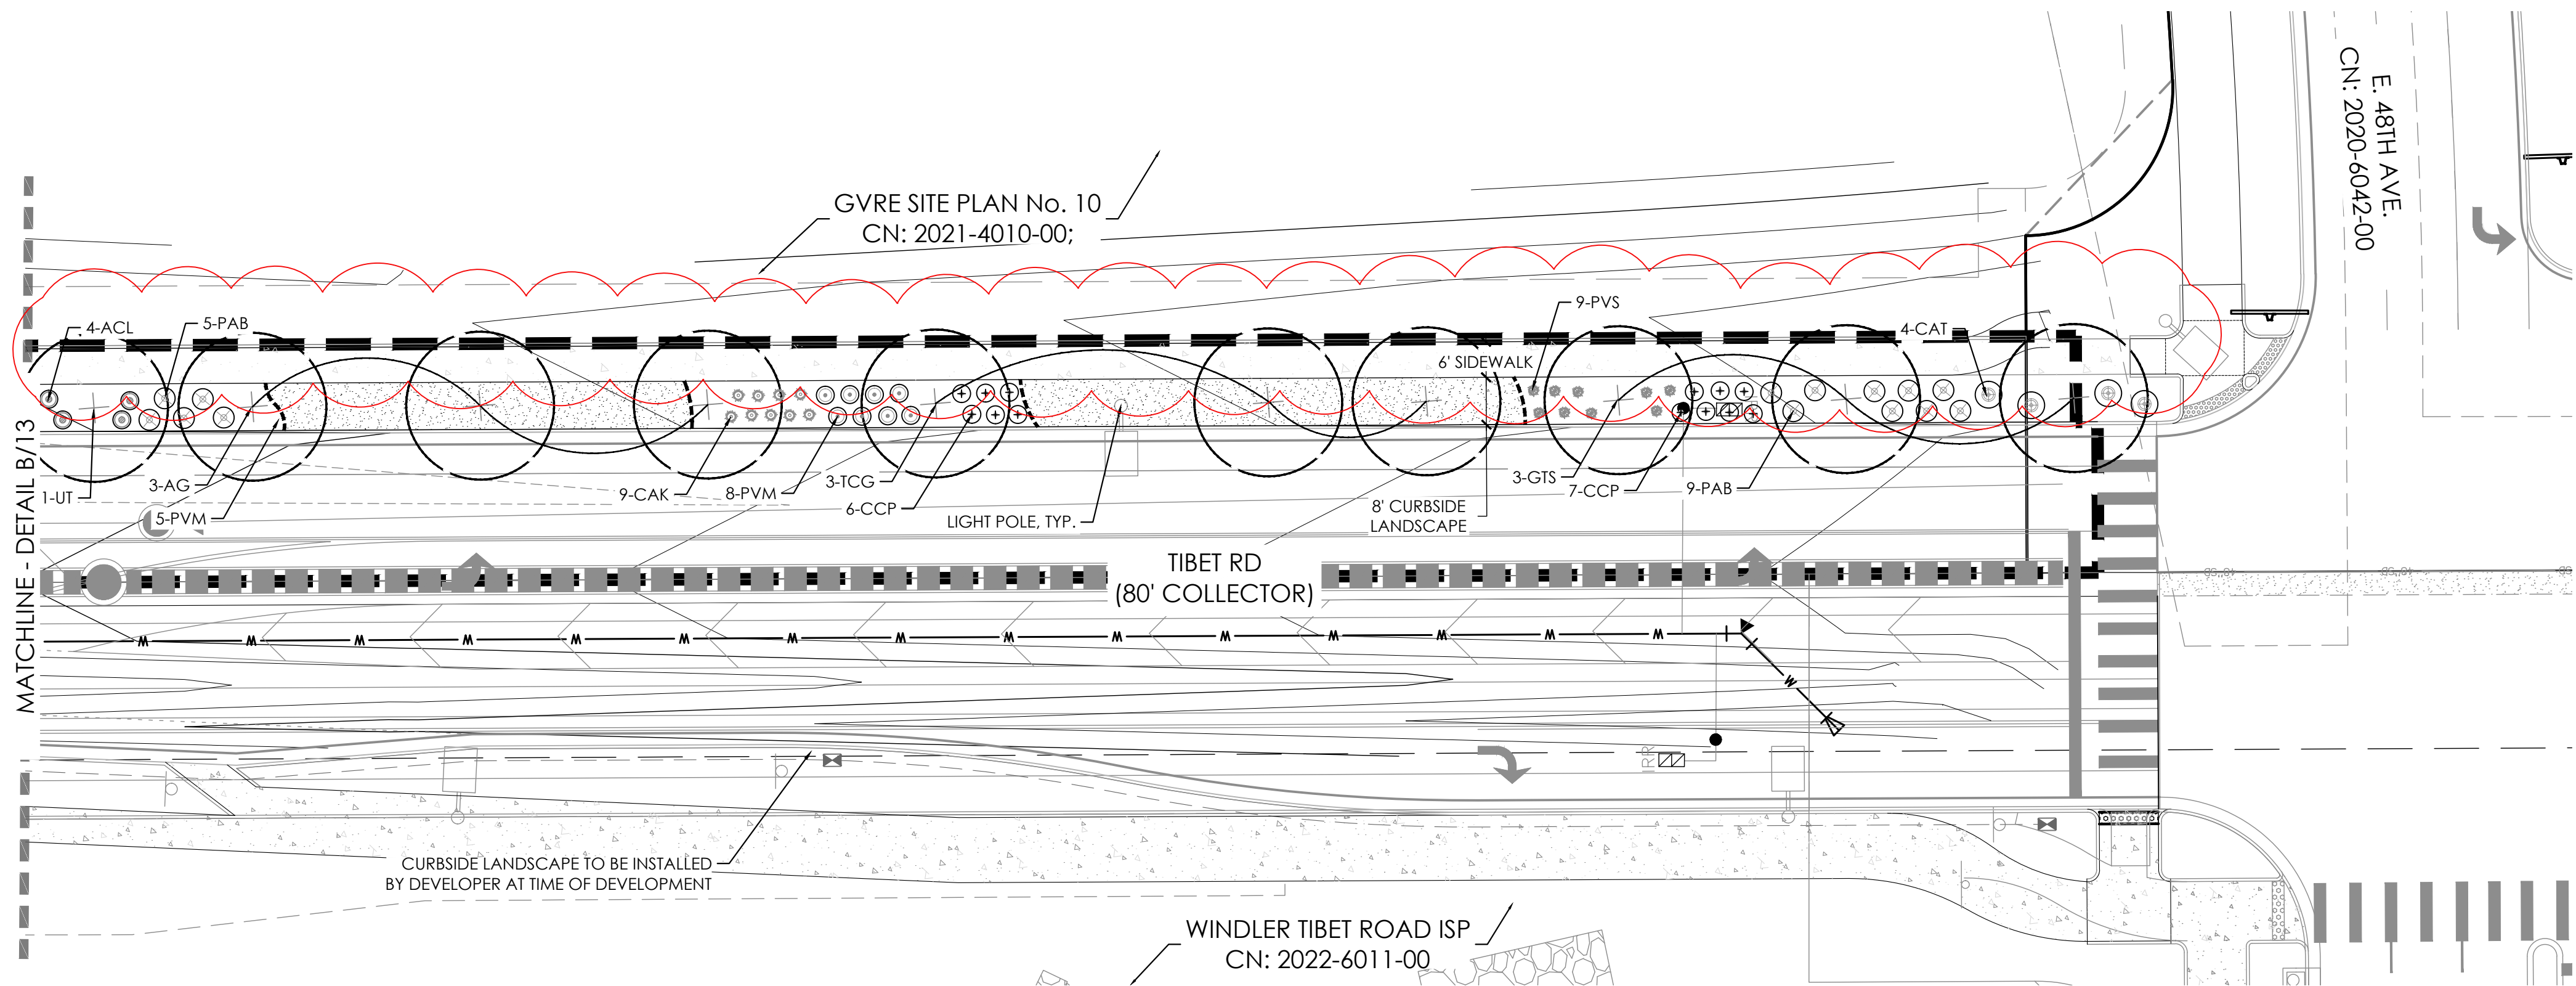 E. 48TH AVE.
CN: 2020-6042-00
GVRE SITE PLAN No. 10
CN: 2021-4010-00;
9-PVS
4-ACL
5-PAB
4-CAT
6' SIDEWALK
MATCHLINE - DETAIL B/13
1-UT
3-AG
5-PVM
9-CAK
8-PVM
3-TCG
6-CCP
LIGHT POLE, TYP.
3-GTS
7-CCP
9-PAB
8' CURBSIDE
LANDSCAPE
TIBET RD
(80' COLLECTOR)
W W W W W W W W W W W W W W W
W
CURBSIDE LANDSCAPE TO BE INSTALLED
BY DEVELOPER AT TIME OF DEVELOPMENT
WINDLER TIBET ROAD ISP
CN: 2022-6011-00